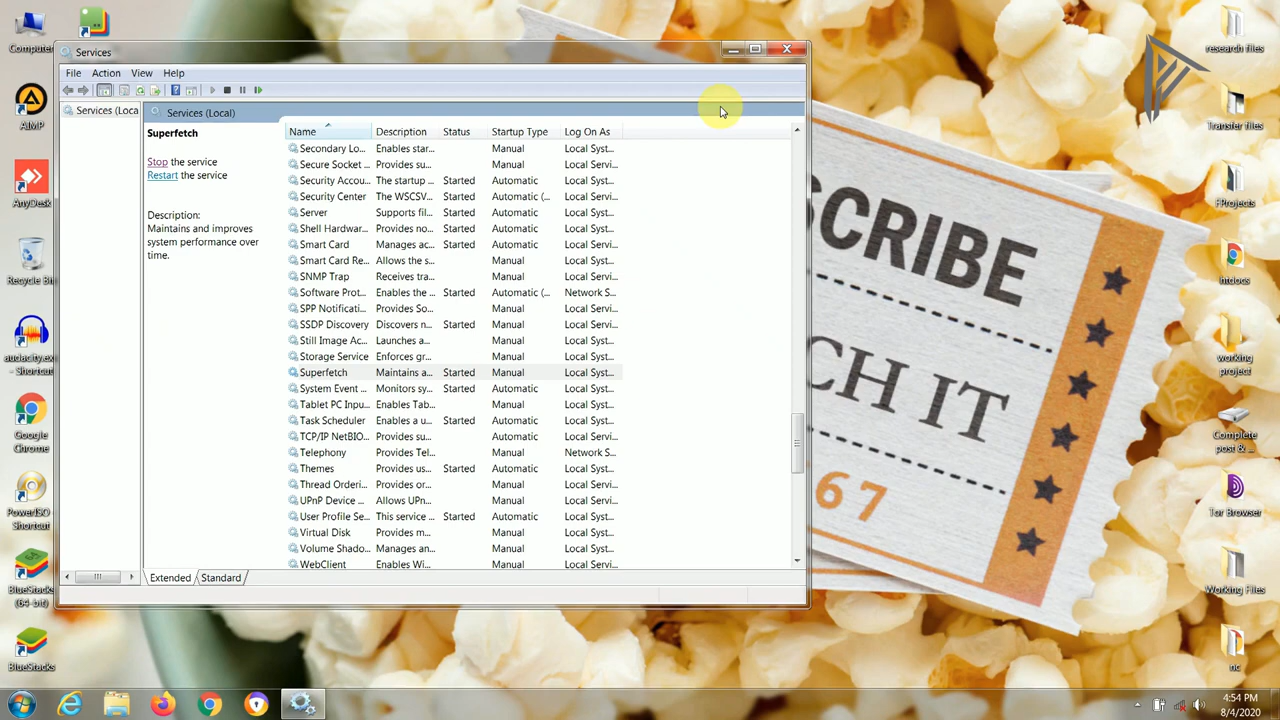 Services
File Action View Help
Services (Loca
Services (Local)
Superfetch
Stop the service
Restart the service
Description:
Maintains and improves
system performance over
time.
Name Description Status Startup Type Log On As
Secondary Lo... Enables star... Manual Local Syst...
Secure Socket ... Provides su... Manual Local Servi...
Security Accou... The startup ... Started Automatic Local Syst...
Security Center The WSCSV... Started Automatic (... Local Servi...
Server Supports fil... Started Automatic Local Syst...
Shell Hardwar... Provides no... Started Automatic Local Syst...
Smart Card Manages ac... Started Automatic Local Servi...
Smart Card Re... Allows the s... Manual Local Syst...
SNMP Trap Receives tra... Manual Local Servi...
Software Prot... Enables the ... Started Automatic (... Network S...
SPP Notificati... Provides So... Manual Local Servi...
SSDP Discovery Discovers n... Started Manual Local Servi...
Still Image Ac... Launches a... Manual Local Syst...
Storage Service Enforces gr... Manual Local Syst...
Superfetch Maintains a... Started Manual Local Syst...
System Event ... Monitors sy... Started Automatic Local Syst...
Tablet PC Inpu... Enables Tab... Manual Local Syst...
Task Scheduler Enables a u... Started Automatic Local Syst...
TCP/IP NetBIO... Provides su... Started Automatic Local Servi...
Telephony Provides Tel... Manual Network S...
Themes Provides us... Started Automatic Local Syst...
Thread Orderi... Provides or... Manual Local Servi...
UPnP Device ... Allows UPn... Manual Local Servi...
User Profile Se... This service ... Started Automatic Local Syst...
Virtual Disk Provides m... Manual Local Syst...
Volume Shado... Manages an... Manual Local Syst...
WebClient Enables Wi... Manual Local Servi...
Extended Standard
Computer
AIMP
AnyDesk
Recycle Bin
audacity.ex
- Shortcut
Google
Chrome
PowerISO
Shortcut
BlueStacks
(64-bit)
BlueStacks
SCRIBE
CH IT
67
research files
Transfer files
FProjects
htdocs
working
project
Complete
post & ...
Tor Browser
Working Files
nc
4:54 PM
8/4/2020